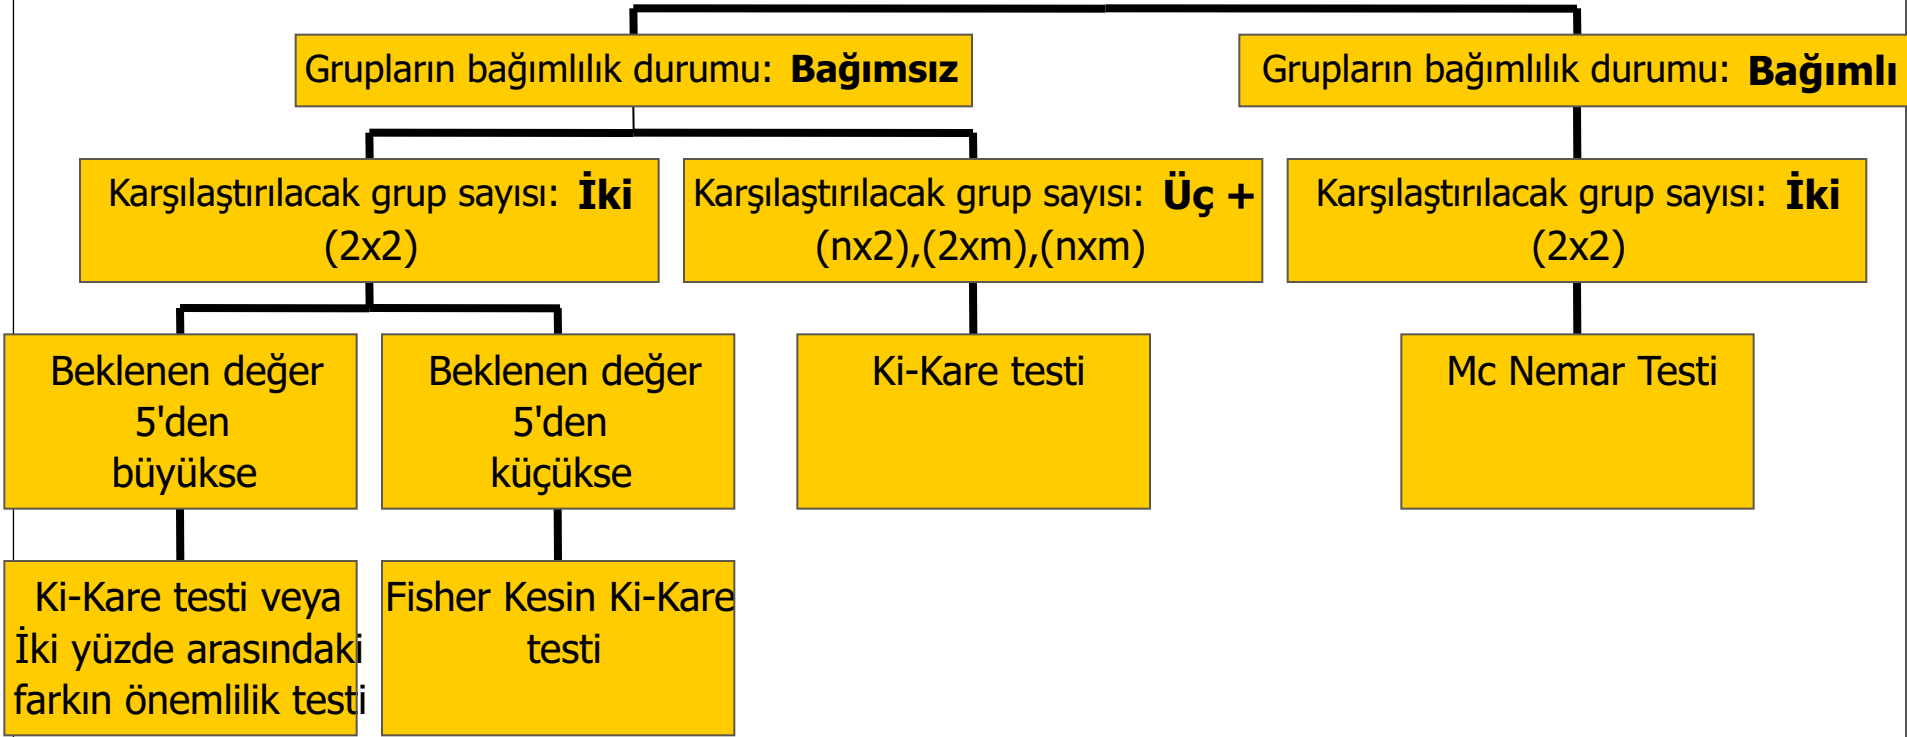 Grupların bağımlılık durumu: Bağımsız
Grupların bağımlılık durumu: Bağımlı
Karşılaştırılacak grup sayısı: İki
(2x2)
Karşılaştırılacak grup sayısı: Üç +
(nx2),(2xm),(nxm)
Karşılaştırılacak grup sayısı: İki
(2x2)
Beklenen değer
5'den
büyükse
Beklenen değer
5'den
küçükse
Ki-Kare testi
Mc Nemar Testi
Ki-Kare testi veya
İki yüzde arasındaki
farkın önemlilik testi
Fisher Kesin Ki-Kare
testi